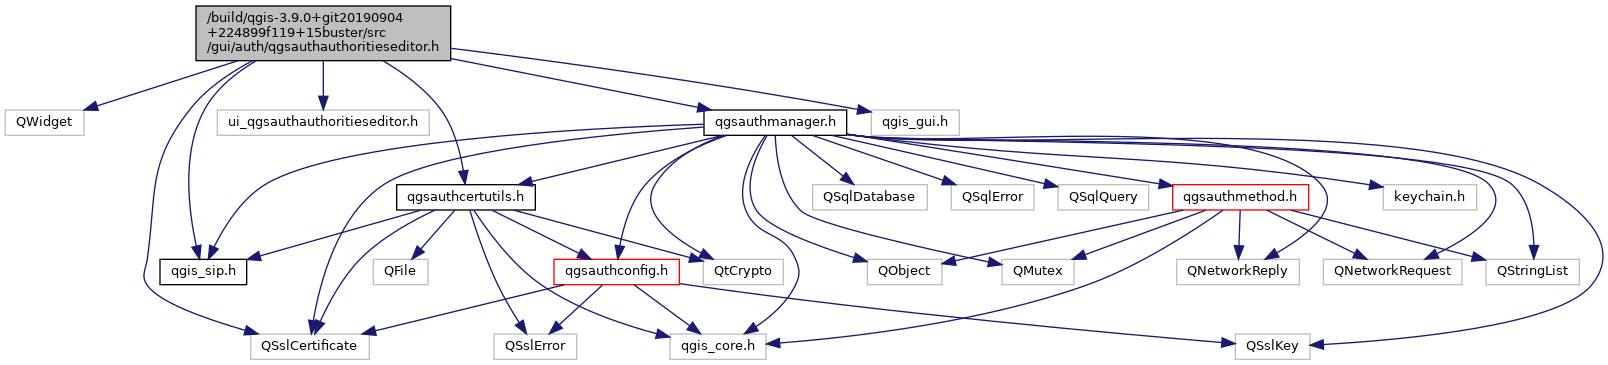 /build/qgis-3.9.0+git20190904
+224899f119+15buster/src
/gui/auth/qgsauthauthoritieseditor.h
QWidget
ui_qgsauthauthoritieseditor.h
qgsauthmanager.h
qgis_gui.h
qgsauthcertutils.h
QSqlDatabase
QSqlError
QSqlQuery
qgsauthmethod.h
keychain.h
qgis_sip.h
QFile
qgsauthconfig.h
QtCrypto
QObject
QMutex
QNetworkReply
QNetworkRequest
QStringList
QSslCertificate
QSslError
qgis_core.h
QSslKey